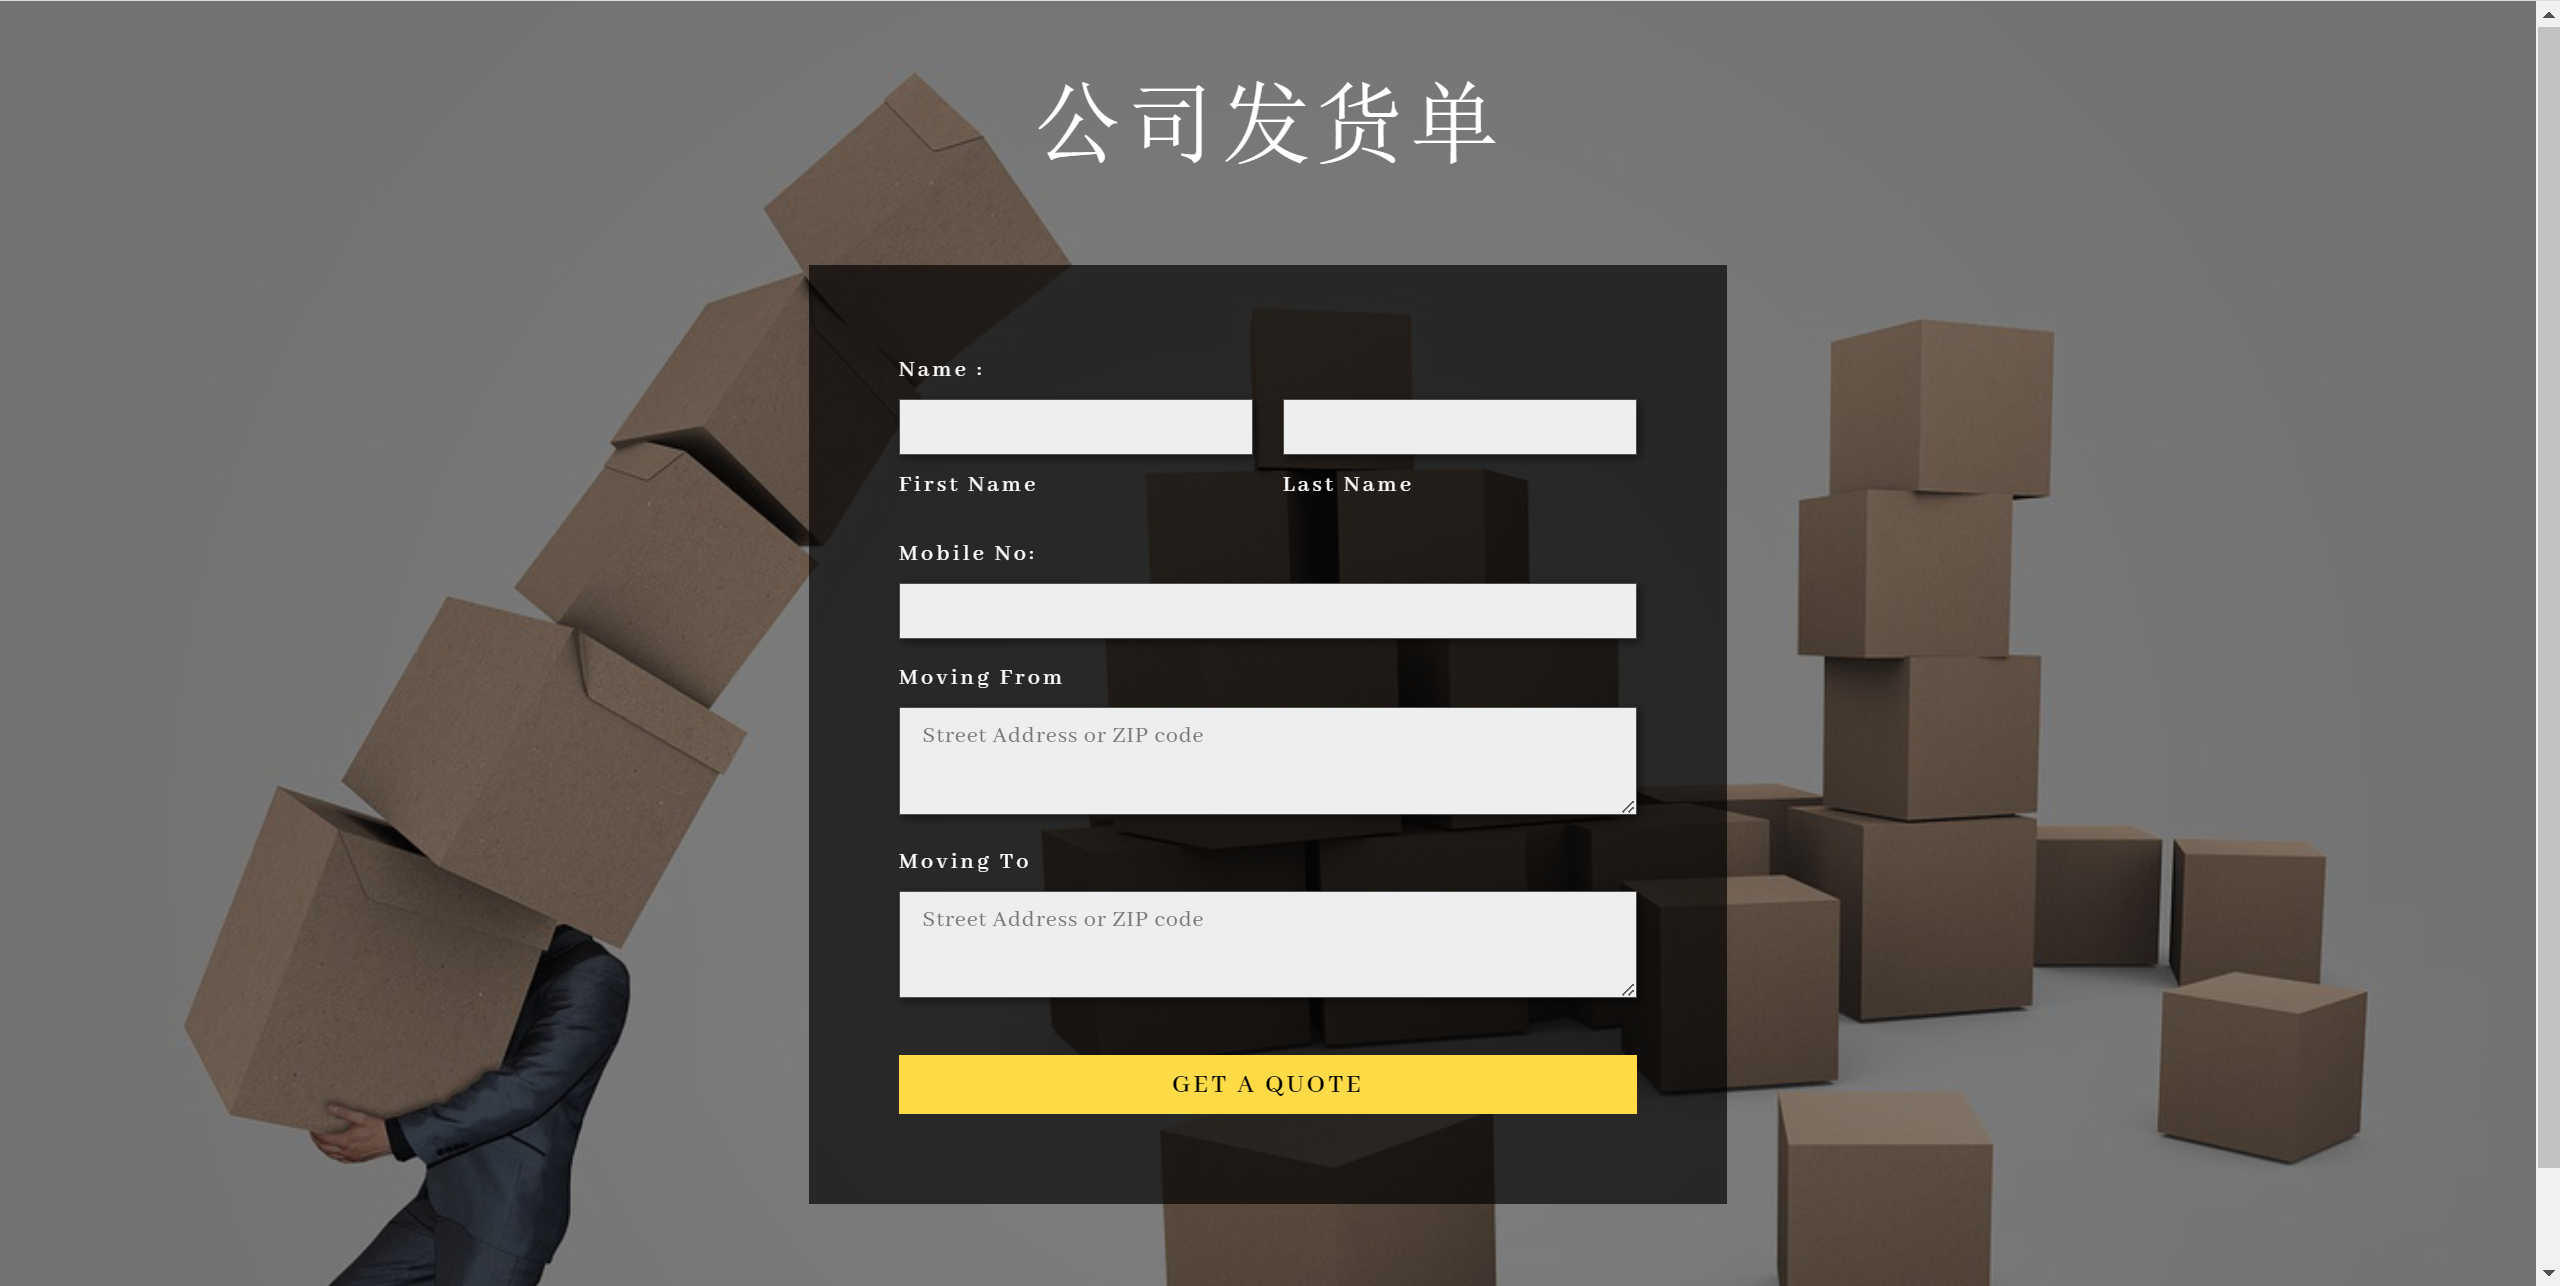 公司发货单
Name :
First Name
Last Name
Mobile No:
Moving From
Street Address or ZIP code
Moving To
Street Address or ZIP code
GET A QUOTE